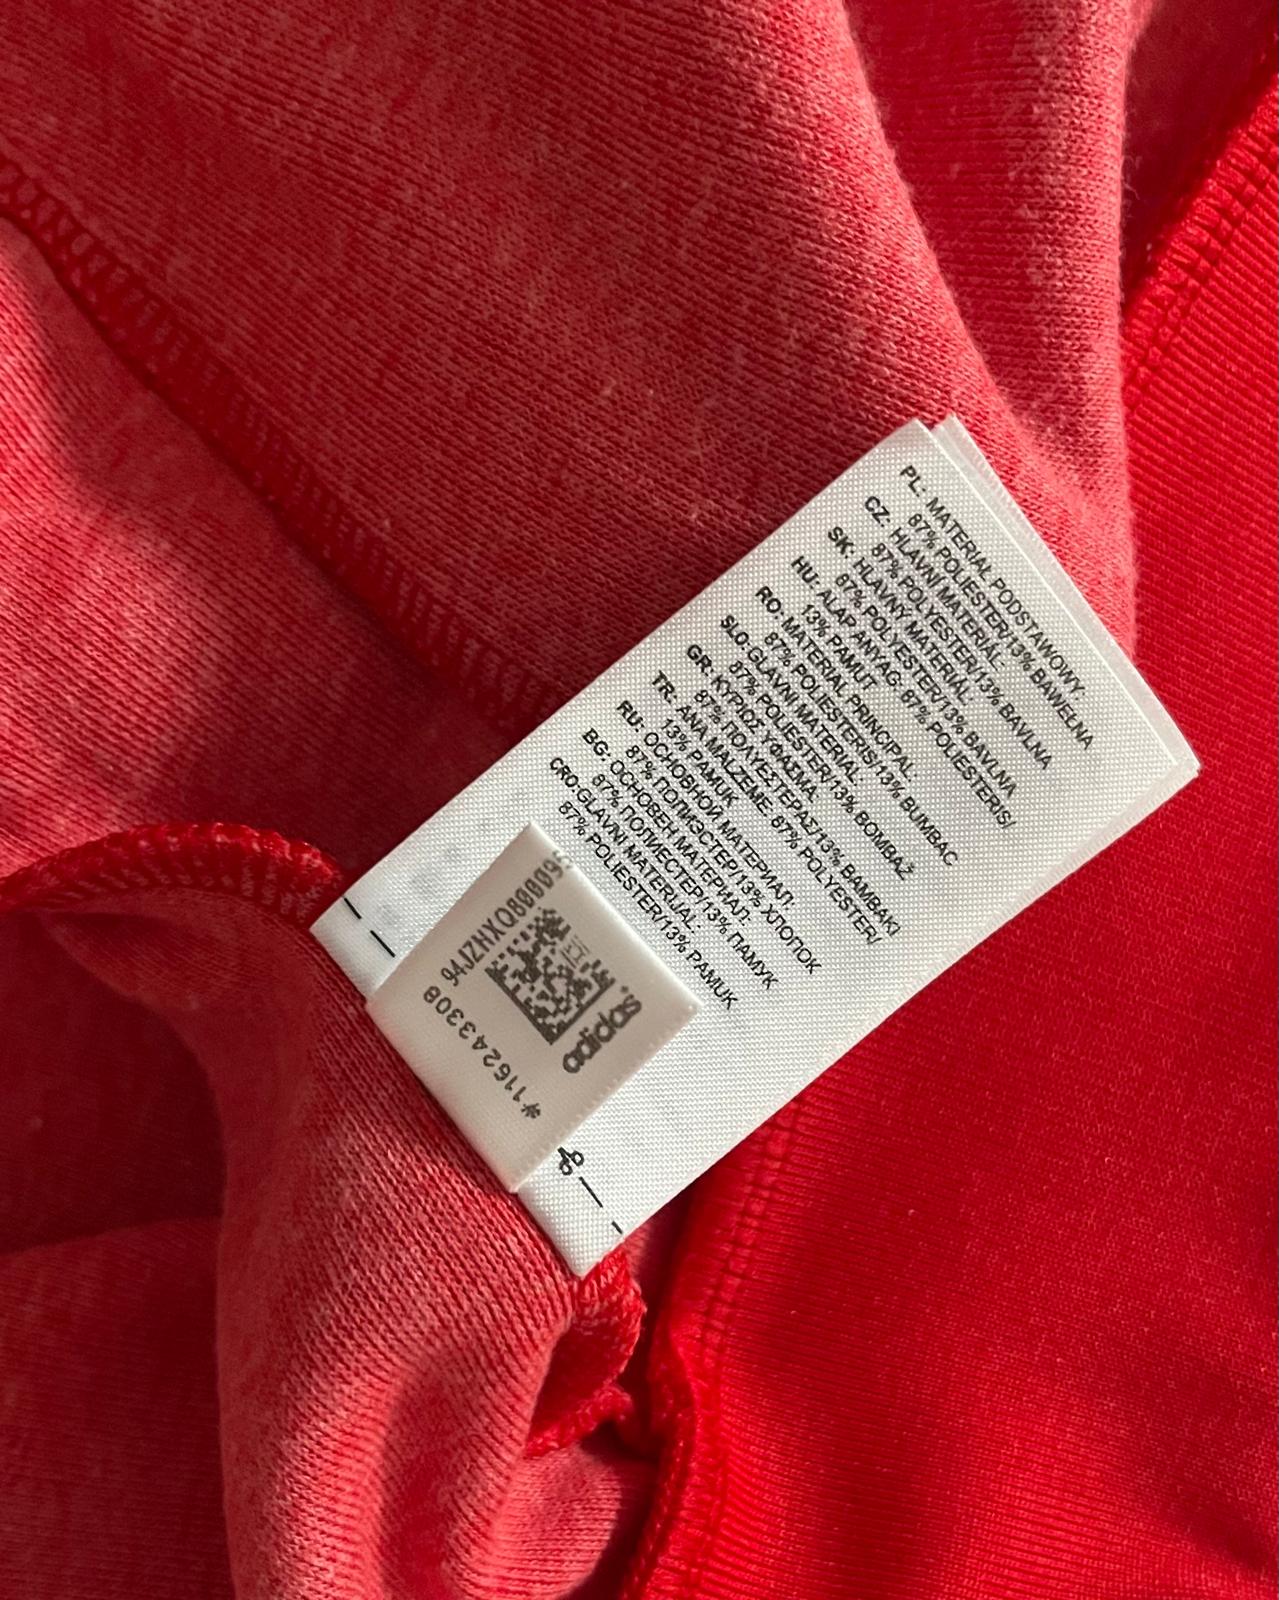 PL: MATERIAŁ PODSTAWOWY:
87% POLIESTER/13% BAWEŁNA
CZ: HLAVNÍ MATERIÁL:
87% POLYESTER/13% BAVLNA
SK: HLAVNÝ MATERIÁL:
87% POLYESTER/13% BAVLNA
HU: ALAP ANYAG: 87% POLIESTERIS/
13% PAMUT
RO: MATERIAL PRINCIPAL:
87% POLIESTERIS/13% BUMBAC
SLO: GLAVNI MATERIAL:
87% POLIESTER/13% BOMBAŽ
GR: ΚΥΡΙΟΣ ΥΦΑΣΜΑ:
87% ΠΟΛΥΕΣΤΕΡΑΣ/13% ΒΑΜΒΑΚΙ
TR: ANA MALZEME: 87% POLYESTER/
13% PAMUK
RU: ОСНОВНОЙ МАТЕРИАЛ:
87% ПОЛИЭСТЕР/13% ХЛОПОК
BG: ОСНОВЕН МАТЕРИАЛ:
87% ПОЛИЕСТЕР/13% ПАМУК
CRO: GLAVNI MATERIJAL:
87% POLIESTER/13% PAMUK
94JZHXQ80009
adidas
#116243308